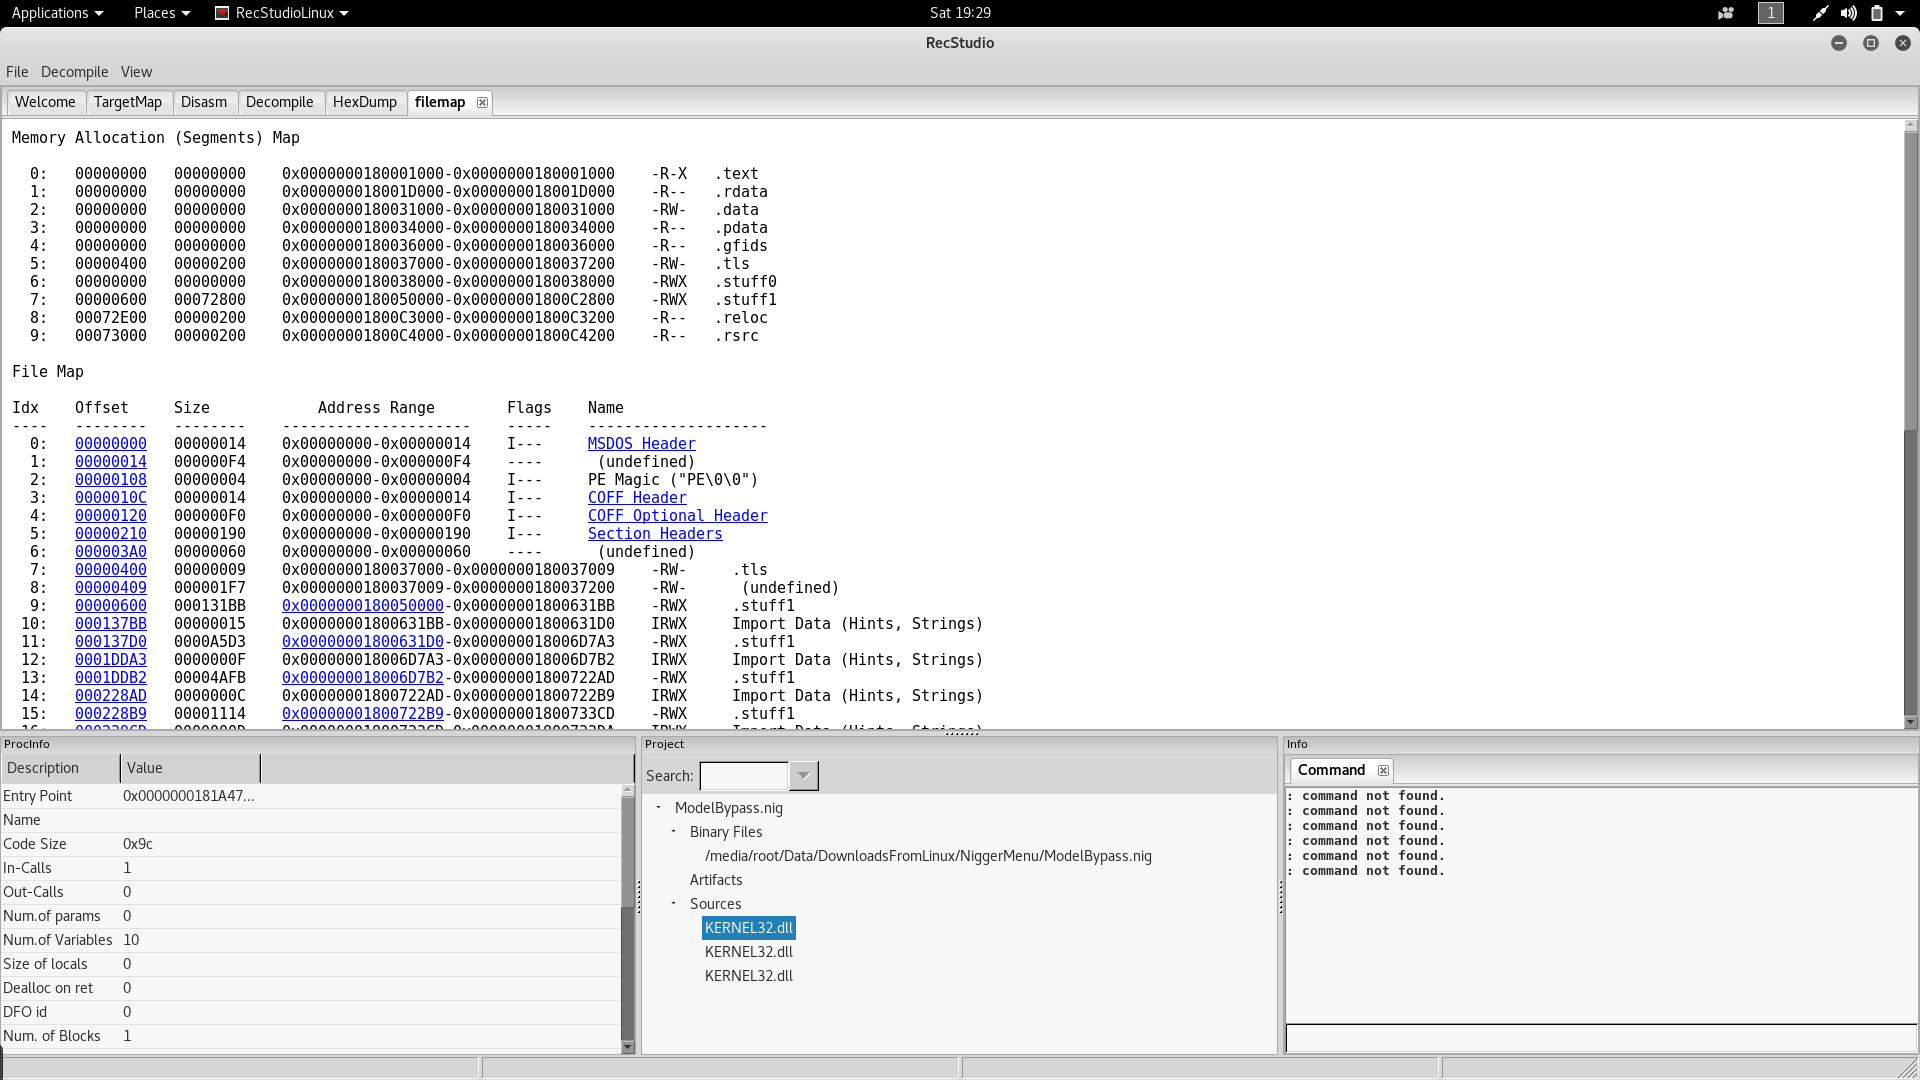 Applications Places RecStudioLinux Sat 19:29 1
RecStudio
File Decompile View
Welcome TargetMap Disasm Decompile HexDump filemap
Memory Allocation (Segments) Map
0: 00000000 00000000 0x0000000180001000-0x0000000180001000 -R-X .text
1: 00000000 00000000 0x000000018001D000-0x000000018001D000 -R-- .rdata
2: 00000000 00000000 0x0000000180031000-0x0000000180031000 -RW- .data
3: 00000000 00000000 0x0000000180034000-0x0000000180034000 -R-- .pdata
4: 00000000 00000000 0x0000000180036000-0x0000000180036000 -R-- .gfids
5: 00000400 00000200 0x0000000180037000-0x0000000180037200 -RW- .tls
6: 00000000 00000000 0x0000000180038000-0x0000000180038000 -RWX .stuff0
7: 00000600 00072800 0x0000000180050000-0x00000001800C2800 -RWX .stuff1
8: 00072E00 00000200 0x00000001800C3000-0x00000001800C3200 -R-- .reloc
9: 00073000 00000200 0x00000001800C4000-0x00000001800C4200 -R-- .rsrc
File Map
Idx Offset Size Address Range Flags Name
---- -------- -------- --------------------- ----- --------------------
0: 00000000 00000014 0x00000000-0x00000014 I--- MSDOS Header
1: 00000014 000000F4 0x00000000-0x000000F4 ---- (undefined)
2: 00000108 00000004 0x00000000-0x00000004 I--- PE Magic ("PE\0\0")
3: 0000010C 00000014 0x00000000-0x00000014 I--- COFF Header
4: 00000120 000000F0 0x00000000-0x000000F0 I--- COFF Optional Header
5: 00000210 00000190 0x00000000-0x00000190 I--- Section Headers
6: 000003A0 00000060 0x00000000-0x00000060 ---- (undefined)
7: 00000400 00000009 0x0000000180037000-0x0000000180037009 -RW- .tls
8: 00000409 000001F7 0x0000000180037009-0x0000000180037200 -RW- (undefined)
9: 00000600 000131BB 0x0000000180050000-0x00000001800631BB -RWX .stuff1
10: 000137BB 00000015 0x00000001800631BB-0x00000001800631D0 IRWX Import Data (Hints, Strings)
11: 000137D0 0000A5D3 0x00000001800631D0-0x000000018006D7A3 -RWX .stuff1
12: 0001DDA3 0000000F 0x000000018006D7A3-0x000000018006D7B2 IRWX Import Data (Hints, Strings)
13: 0001DDB2 00004AFB 0x000000018006D7B2-0x00000001800722AD -RWX .stuff1
14: 000228AD 0000000C 0x00000001800722AD-0x00000001800722B9 IRWX Import Data (Hints, Strings)
15: 000228B9 00001114 0x00000001800722B9-0x00000001800733CD -RWX .stuff1
ProcInfo
Description Value
Entry Point 0x0000000181A47...
Name
Code Size 0x9c
In-Calls 1
Out-Calls 0
Num.of params 0
Num.of Variables 10
Size of locals 0
Dealloc on ret 0
DFO id 0
Num. of Blocks 1
Project
Search:
ModelBypass.nig
Binary Files
/media/root/Data/DownloadsFromLinux/NiggerMenu/ModelBypass.nig
Artifacts
Sources
KERNEL32.dll
KERNEL32.dll
KERNEL32.dll
Info
Command
: command not found.
: command not found.
: command not found.
: command not found.
: command not found.
: command not found.